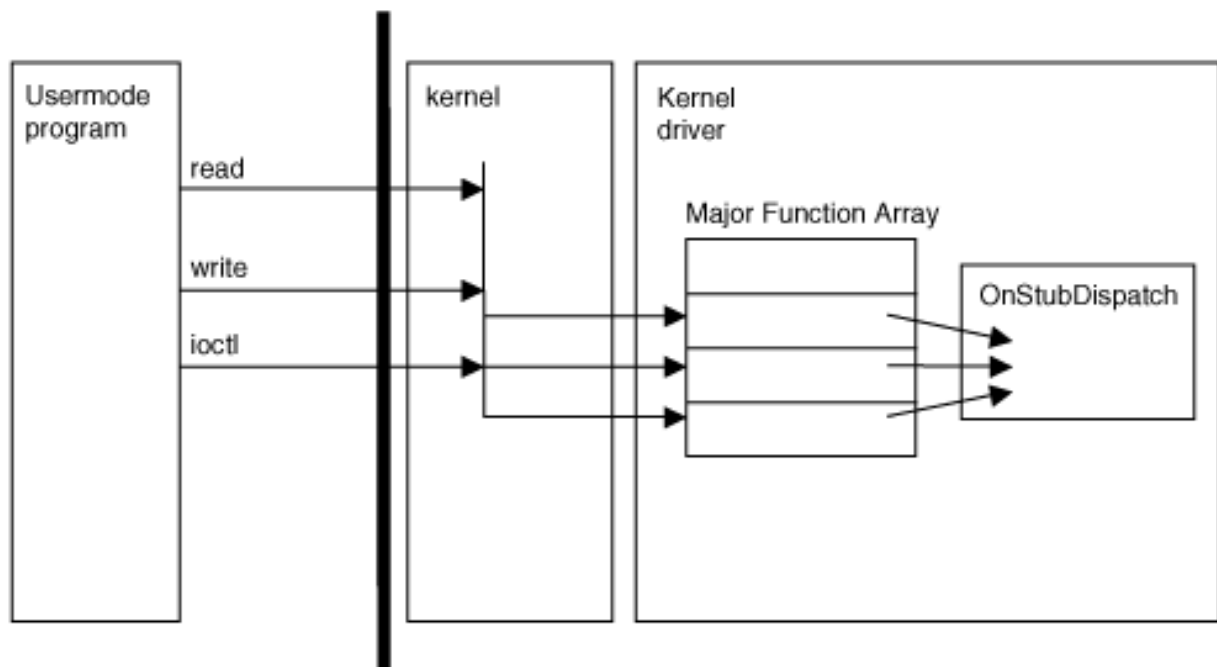 Usermode
program
kernel
Kernel
driver
read
Major Function Array
write
OnStubDispatch
ioctl